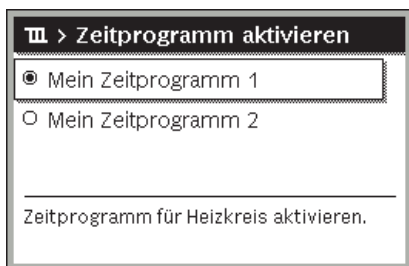 > Zeitprogramm aktivieren
Mein Zeitprogramm 1
Mein Zeitprogramm 2
Zeitprogramm für Heizkreis aktivieren.